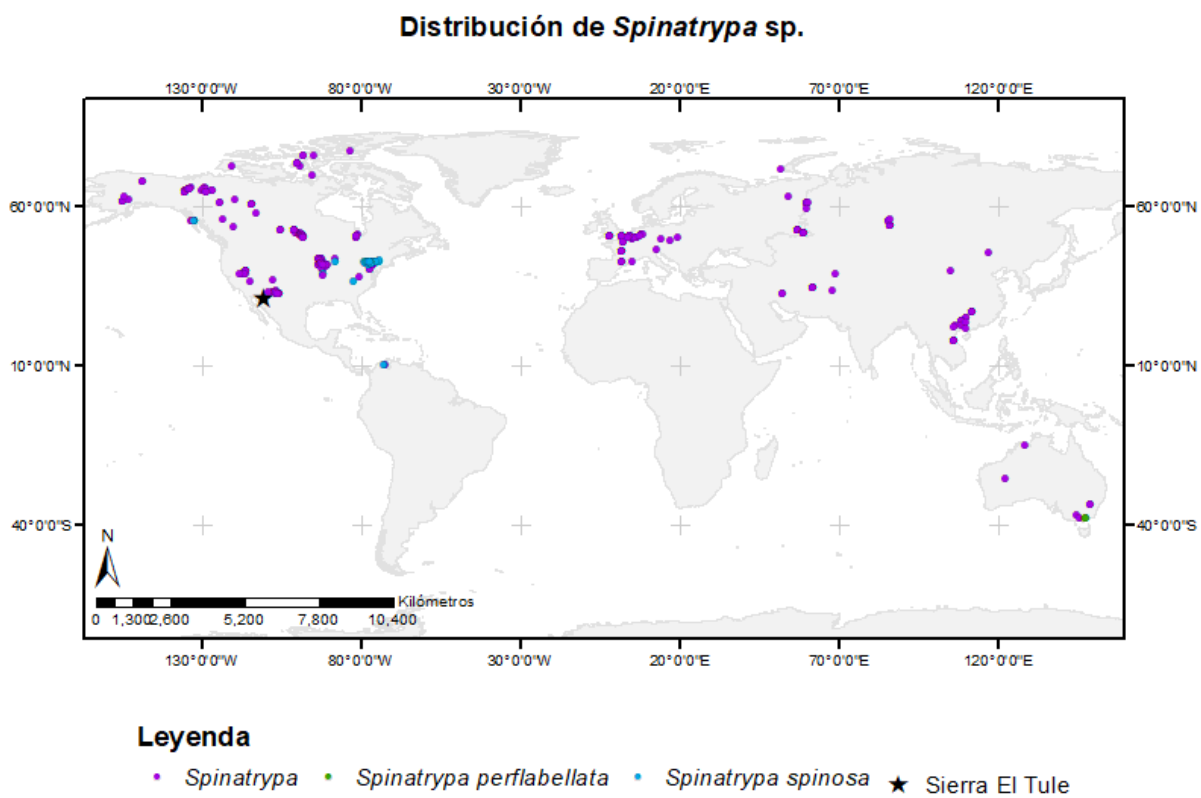 Distribución de Spinatrypa sp.
130°0'0"W 80°0'0"W 30°0'0"W 20°0'0"E 70°0'0"E 120°0'0"E
60°0'0"N 60°0'0"N
10°0'0"N 10°0'0"N
40°0'0"S 40°0'0"S
N
Kilómetros
0 1,300 2,600 5,200 7,800 10,400
130°0'0"W 80°0'0"W 30°0'0"W 20°0'0"E 70°0'0"E 120°0'0"E
Leyenda
Spinatrypa Spinatrypa perflabellata Spinatrypa spinosa Sierra El Tule